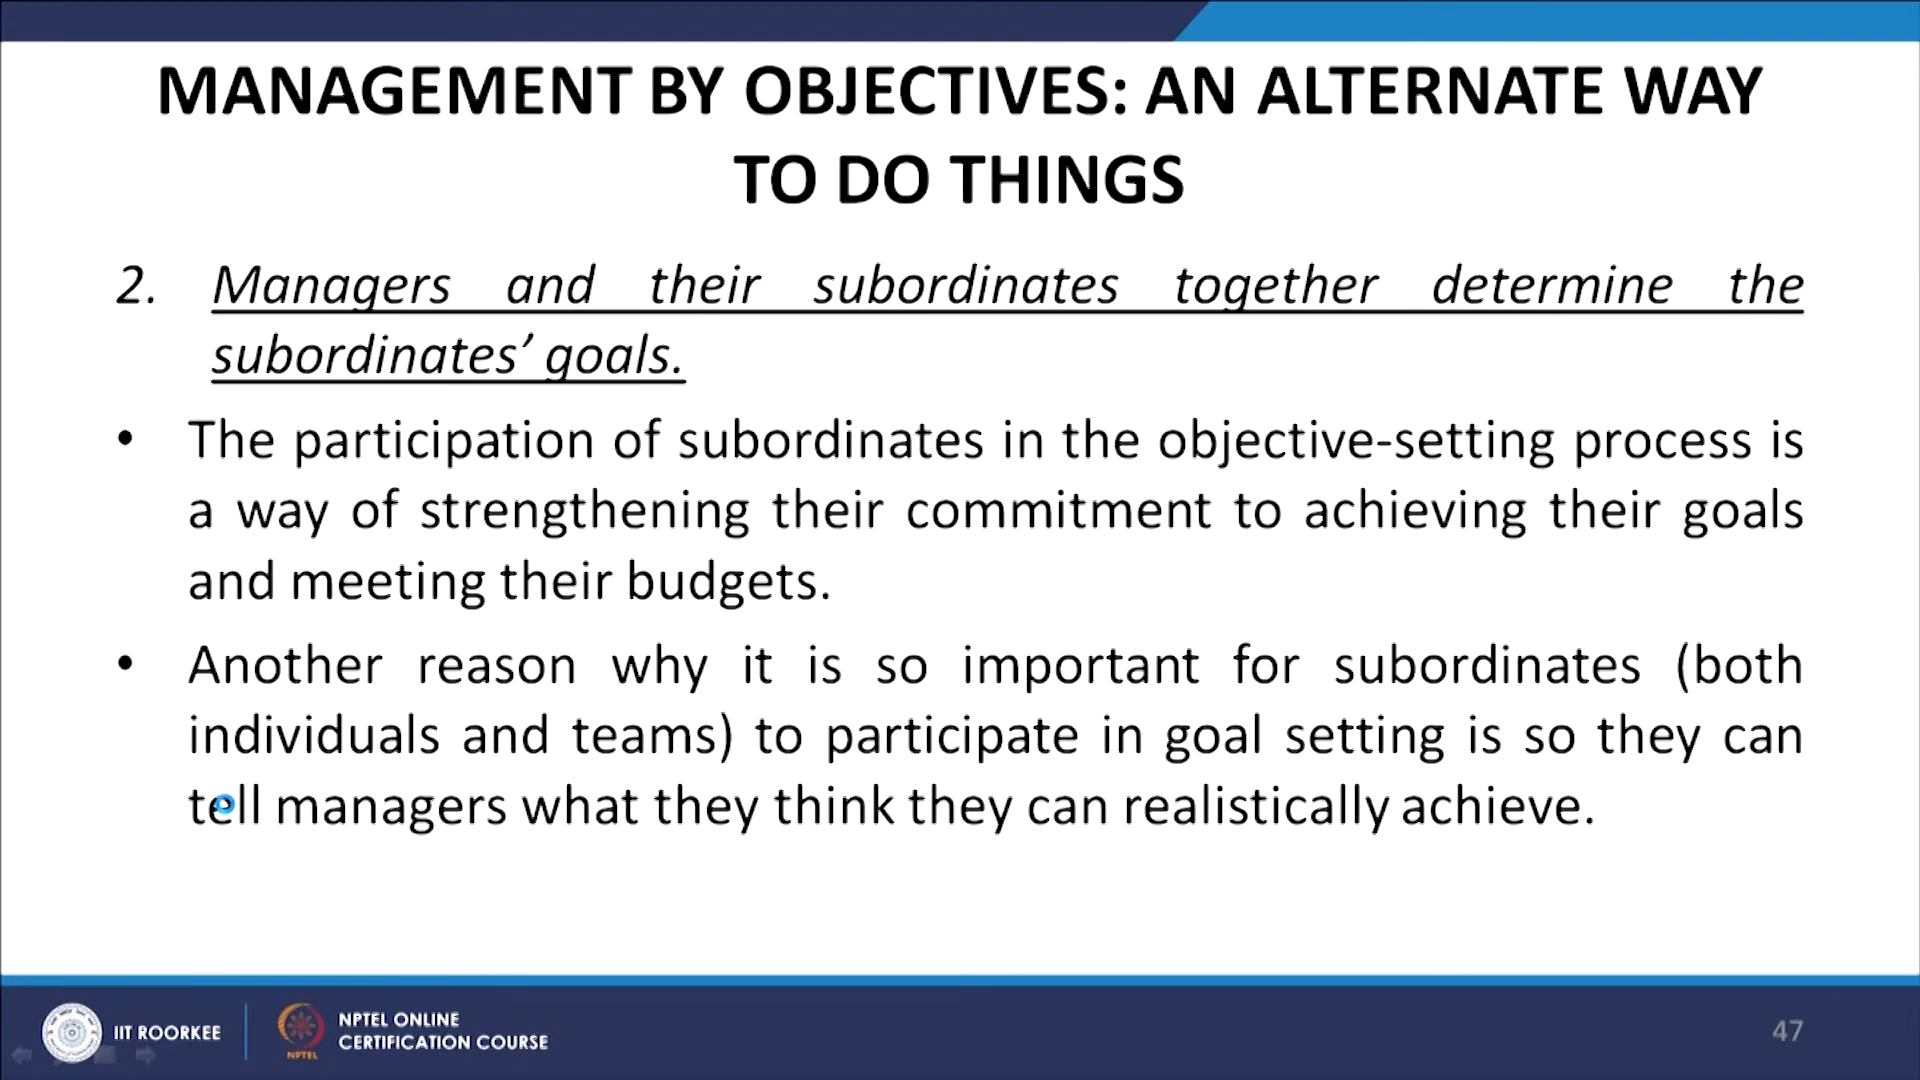 MANAGEMENT BY OBJECTIVES: AN ALTERNATE WAY
TO DO THINGS
2. Managers and their subordinates together determine the
subordinates’ goals.
• The participation of subordinates in the objective-setting process is
a way of strengthening their commitment to achieving their goals
and meeting their budgets.
• Another reason why it is so important for subordinates (both
individuals and teams) to participate in goal setting is so they can
tell managers what they think they can realistically achieve.
IIT ROORKEE
NPTEL
NPTEL ONLINE
CERTIFICATION COURSE
47